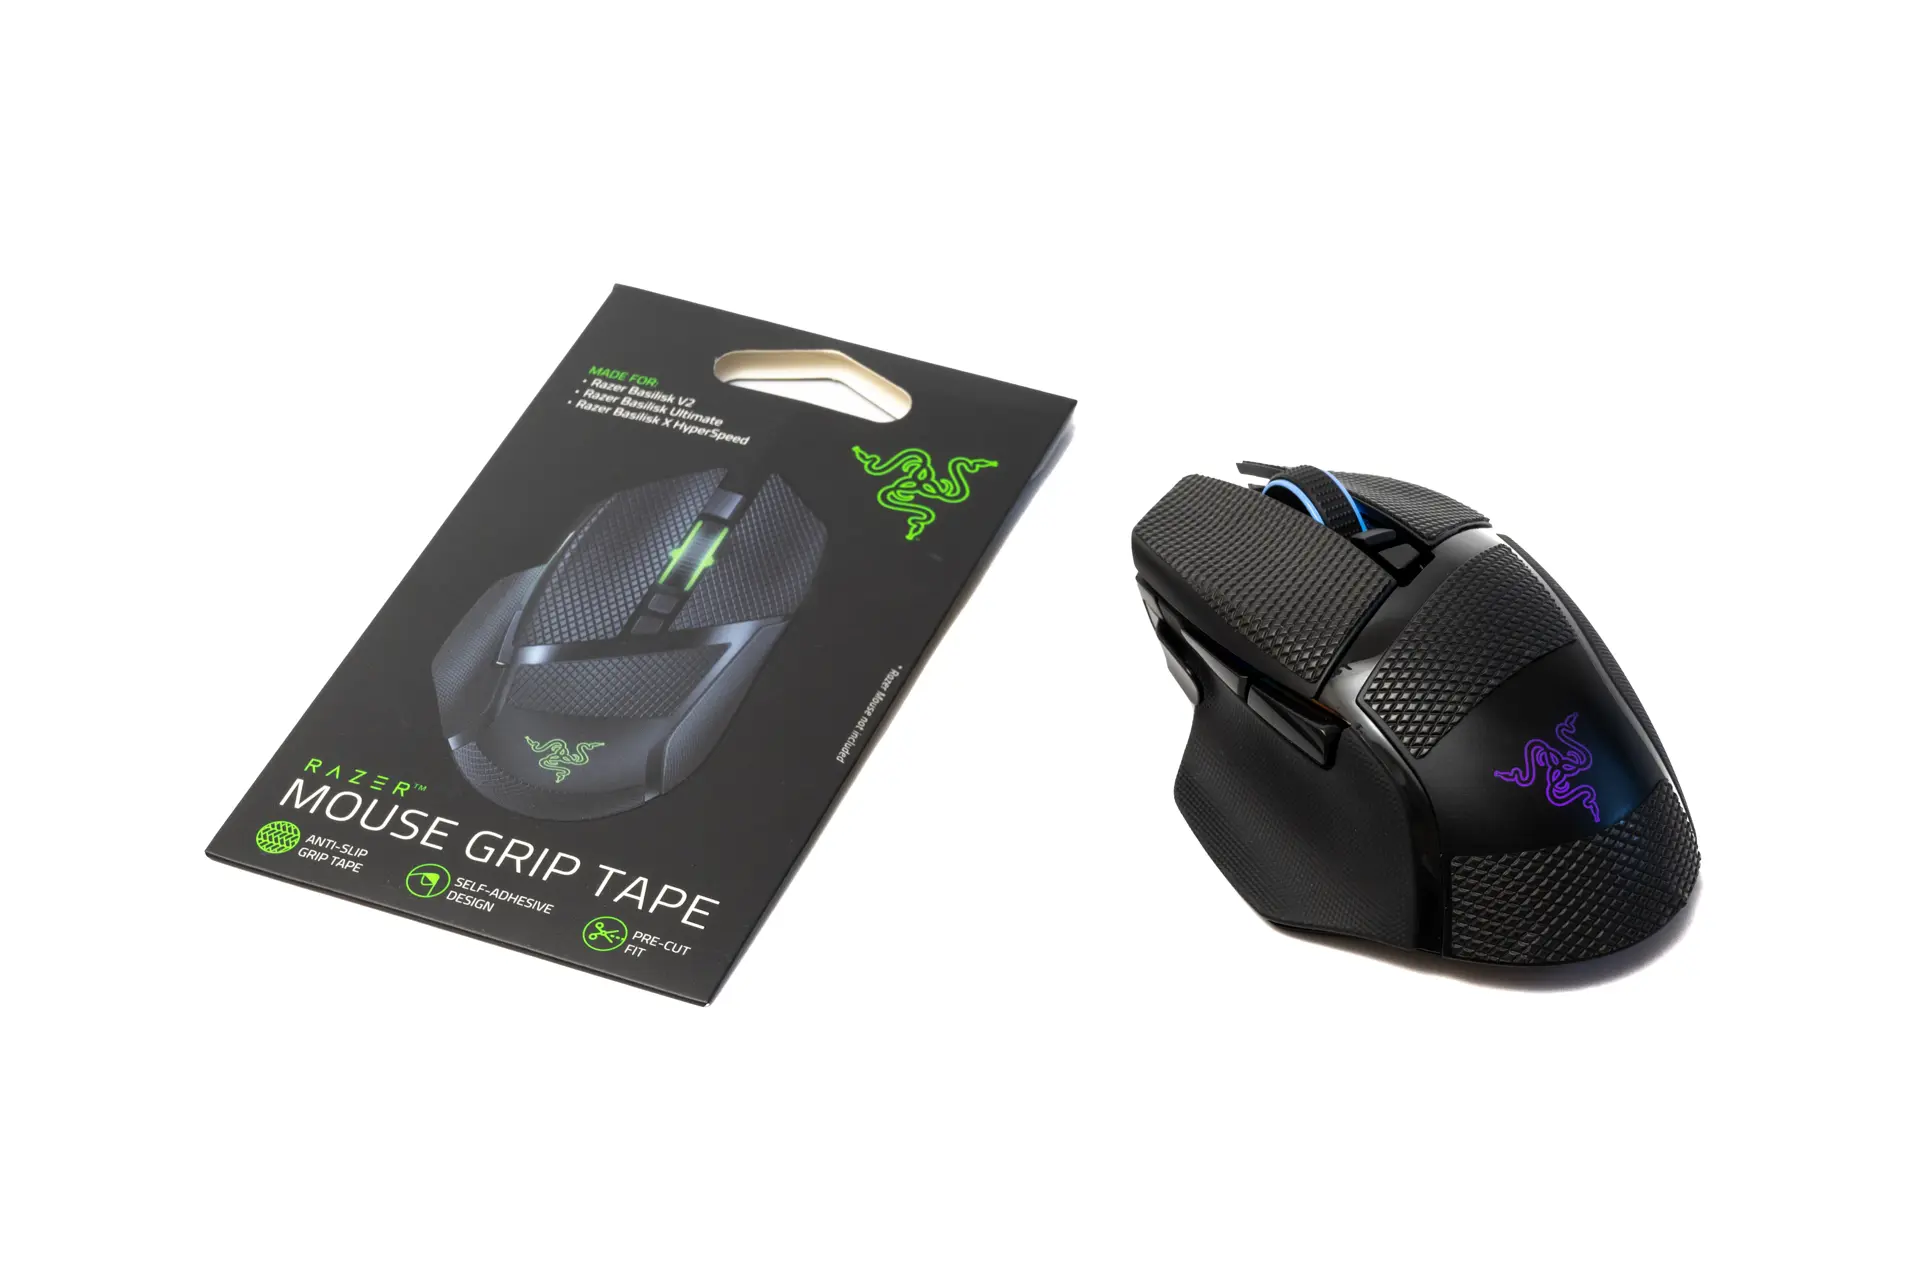 MADE FOR:
• Razer Basilisk V2
• Razer Basilisk Ultimate
• Razer Basilisk X HyperSpeed
* Razer Mouse not included
RAZER™
MOUSE GRIP TAPE
ANTI-SLIP
GRIP TAPE
SELF-ADHESIVE
DESIGN
PRE-CUT
FIT